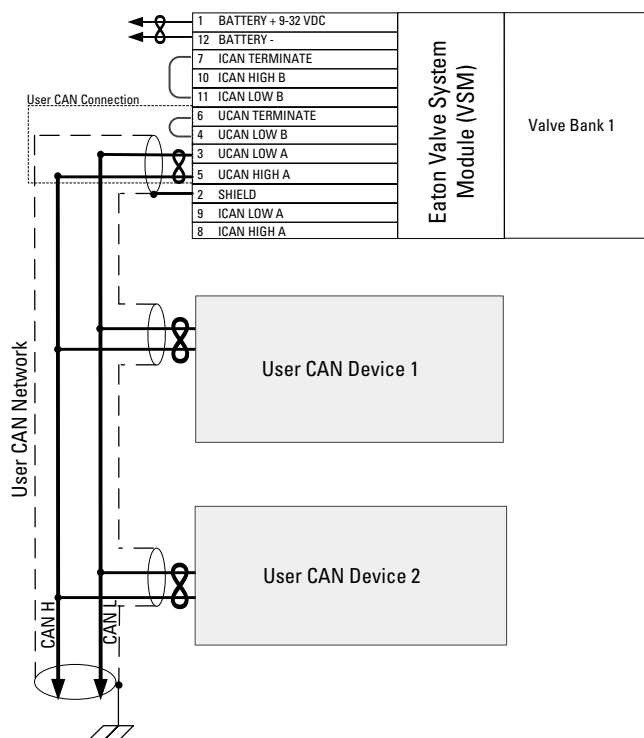 1 BATTERY + 9-32 VDC
12 BATTERY -
7 ICAN TERMINATE
10 ICAN HIGH B
11 ICAN LOW B
6 UCAN TERMINATE
4 UCAN LOW B
3 UCAN LOW A
5 UCAN HIGH A
2 SHIELD
9 ICAN LOW A
8 ICAN HIGH A
Eaton Valve System
Module (VSM)
Valve Bank 1
User CAN Connection
User CAN Device 1
User CAN Network
User CAN Device 2
CAN H
CAN L